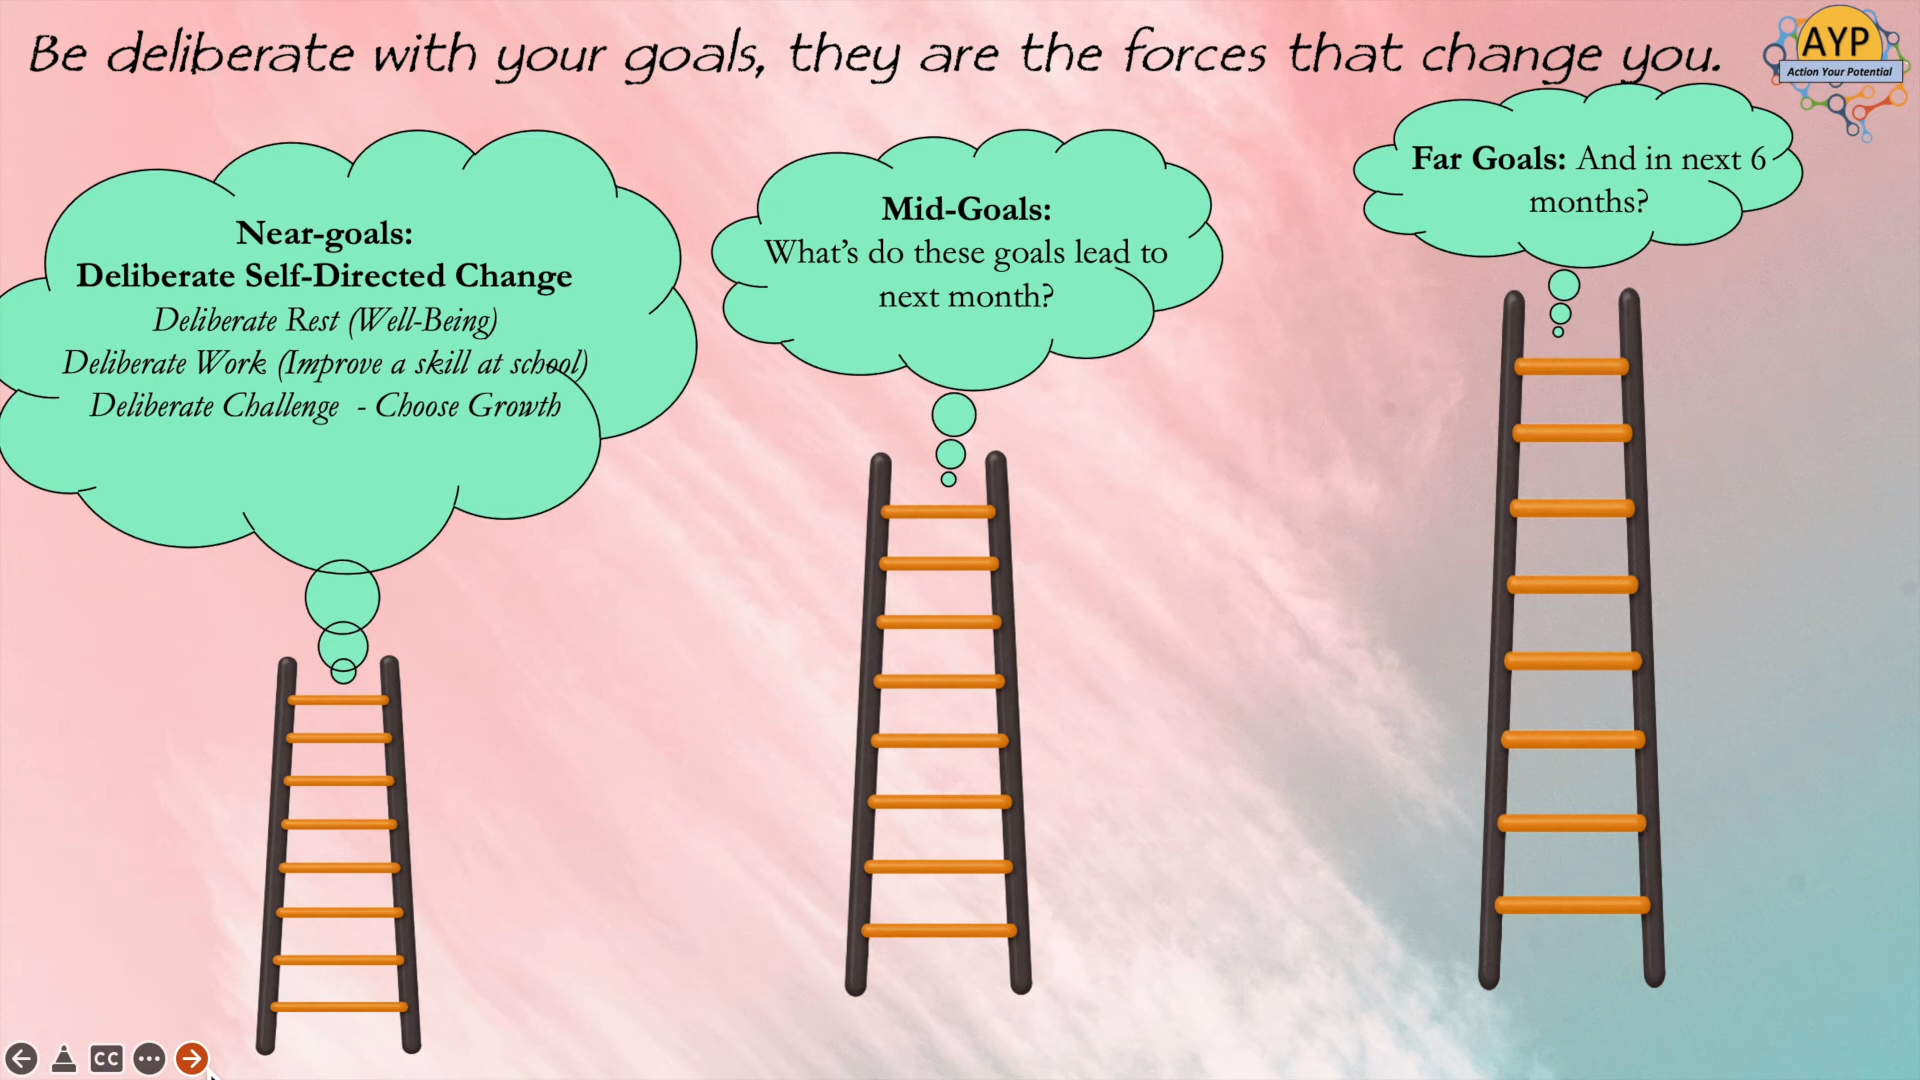 Be deliberate with your goals, they are the forces that change you.
AYP
Action Your Potential
Near-goals:
Deliberate Self-Directed Change
Deliberate Rest (Well-Being)
Deliberate Work (Improve a skill at school)
Deliberate Challenge  - Choose Growth
Mid-Goals:
What’s do these goals lead to
next month?
Far Goals: And in next 6
months?
CC